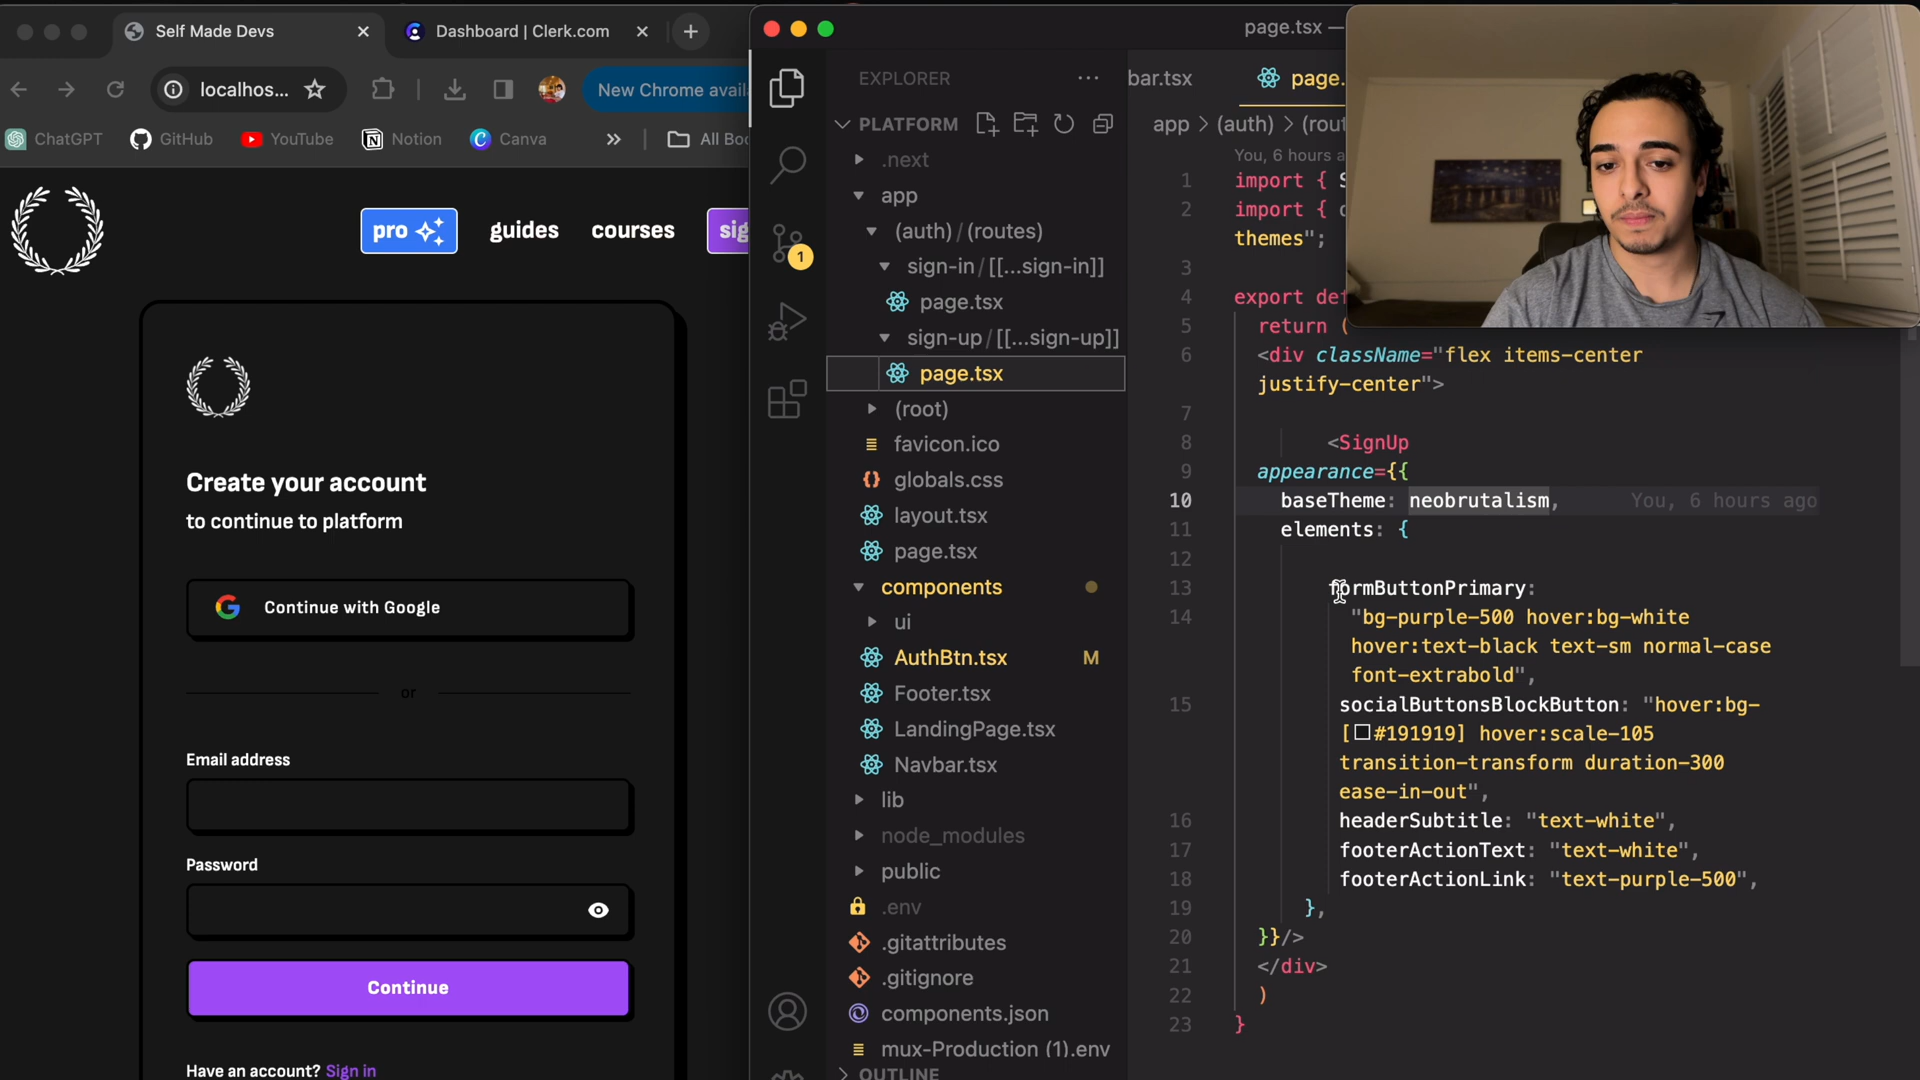 Self Made Devs
Dashboard | Clerk.com
localhos...
New Chrome avail
ChatGPT
GitHub
YouTube
Notion
Canva
All Bo
pro
guides
courses
sig
Create your account
to continue to platform
Continue with Google
or
Email address
Password
Continue
Have an account? Sign in
page.tsx —
EXPLORER
PLATFORM
.next
app
(auth) / (routes)
sign-in / [[...sign-in]]
page.tsx
sign-up / [[...sign-up]]
page.tsx
(root)
favicon.ico
globals.css
layout.tsx
page.tsx
components
ui
AuthBtn.tsx M
Footer.tsx
LandingPage.tsx
Navbar.tsx
lib
node_modules
public
.env
.gitattributes
.gitignore
components.json
mux-Production (1).env
OUTLINE
1
bar.tsx
page.
app > (auth) > (rout
You, 6 hours a
1 import { S
2 import { d
themes";
3
4 export def
5 return (
6 <div className="flex items-center
justify-center">
7
8 <SignUp
9 appearance={{
10 baseTheme: neobrutalism, You, 6 hours ago
11 elements: {
12
13 formButtonPrimary:
14 "bg-purple-500 hover:bg-white
hover:text-black text-sm normal-case
font-extrabold",
15 socialButtonsBlockButton: "hover:bg-
[#191919] hover:scale-105
transition-transform duration-300
ease-in-out",
16 headerSubtitle: "text-white",
17 footerActionText: "text-white",
18 footerActionLink: "text-purple-500",
19 },
20 }}/>
21 </div>
22 )
23 }